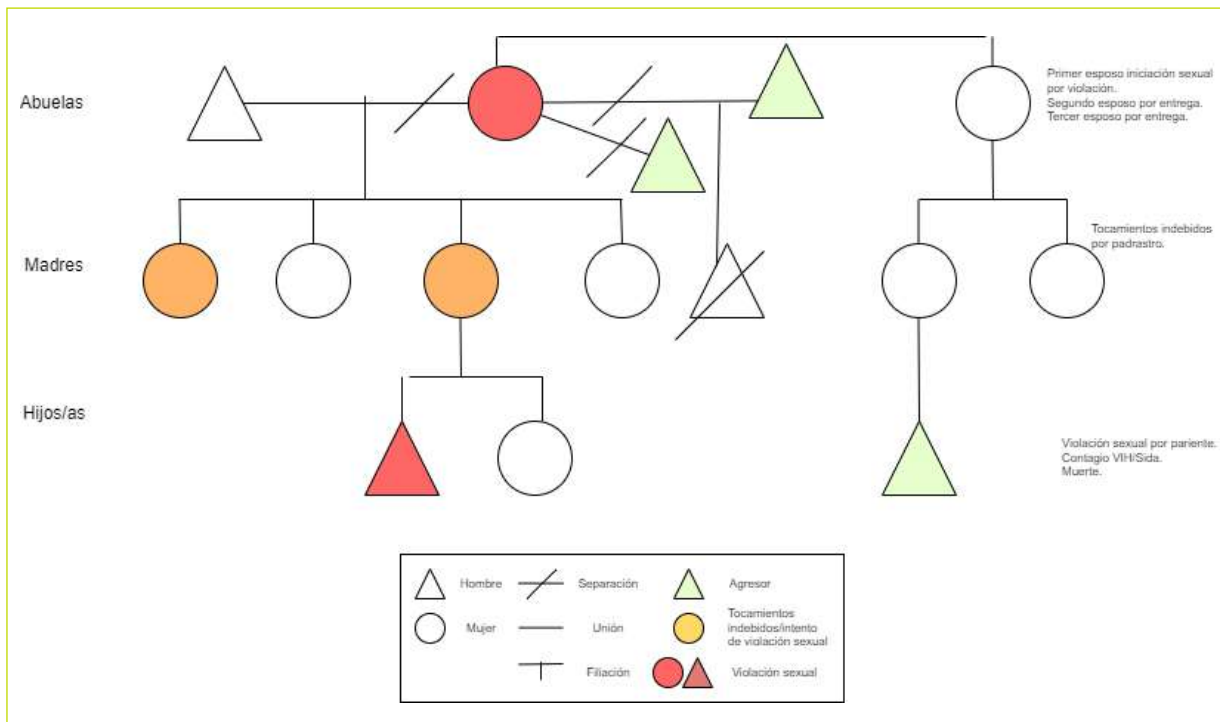 Abuelas
Primer esposo iniciación sexual
por violación.
Segundo esposo por entrega.
Tercer esposo por entrega.
Madres
Tocamientos indebidos
por padrastro.
Hijos/as
Violación sexual por pariente.
Contagio VIH/Sida.
Muerte.
Hombre
Separación
Agresor
Mujer
Unión
Tocamientos
indebidos/intento
de violación sexual
Filiación
Violación sexual